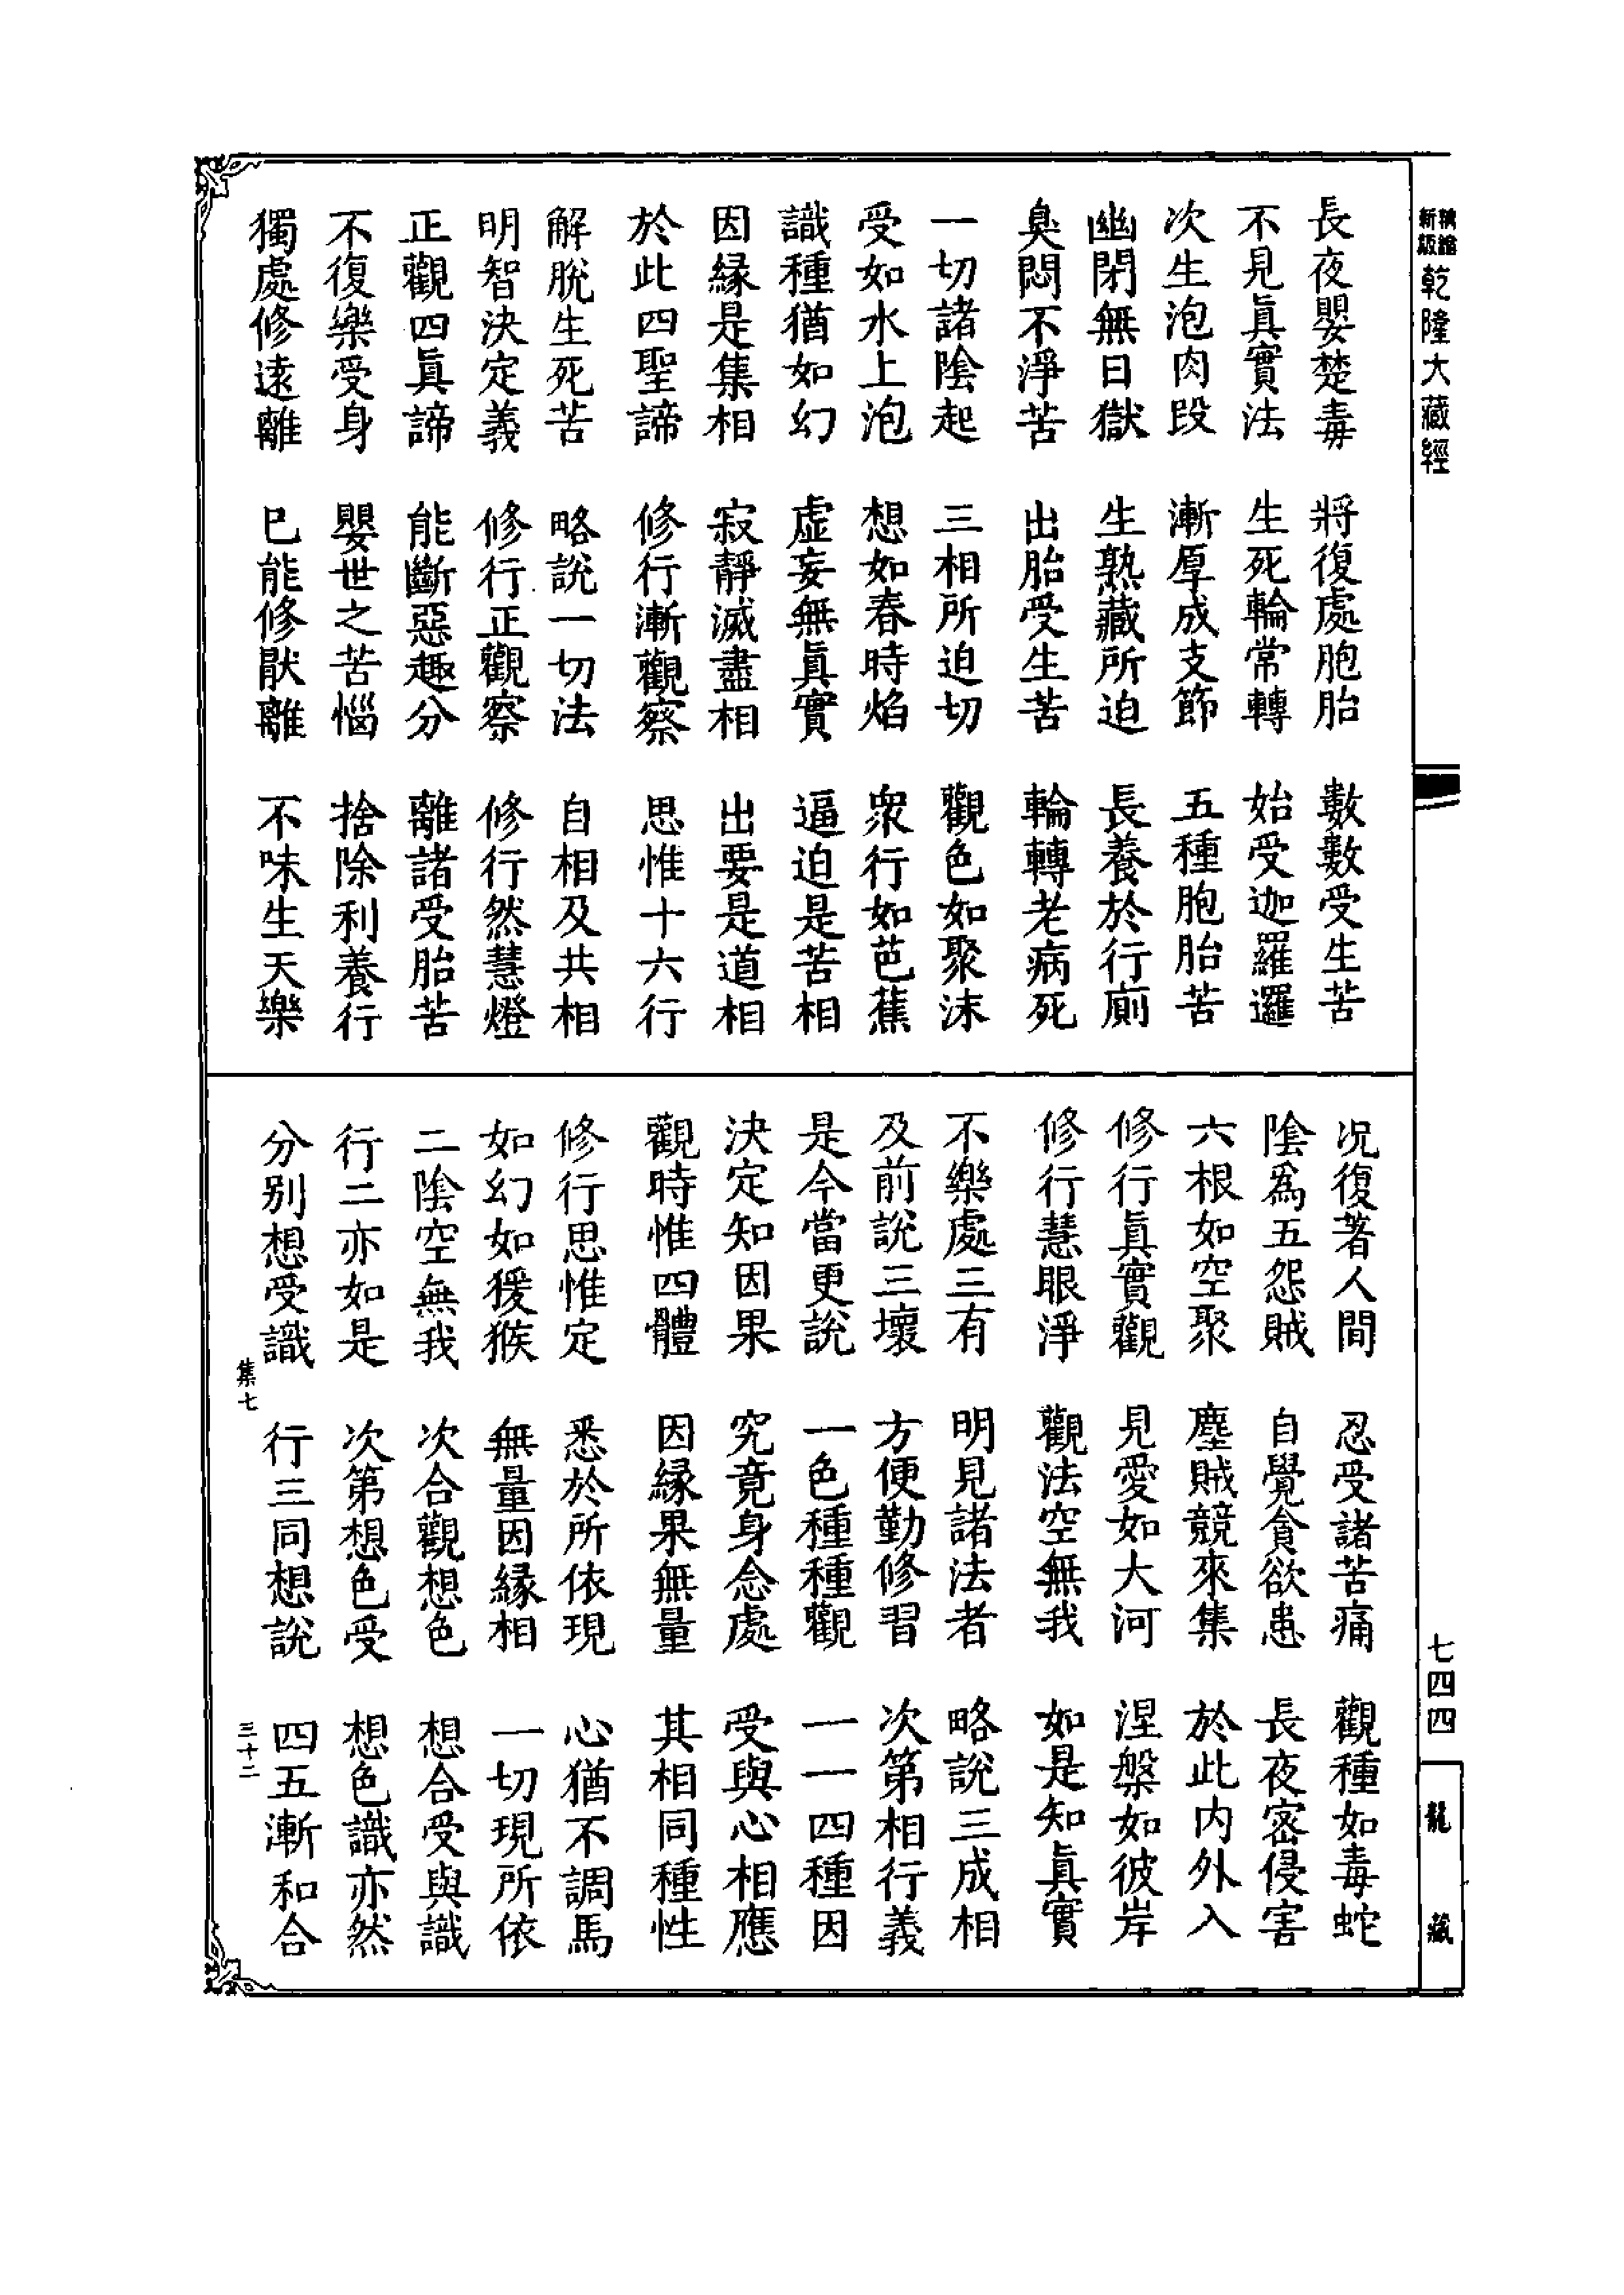 乾隆大藏經
長夜嬰楚毒　將復處胞胎　數數受生苦
不見眞實法　生死輪常轉　始受迦羅邏
次生泡肉段　漸厚成支節　五種胞胎苦
幽閉無日獄　生熟藏所迫　長養於行廁
臭悶不淨苦　出胎受生苦　輪轉老病死
一切諸陰起　三相所迫切　觀色如聚沫
受如水上泡　想如春時焰　衆行如芭蕉
識種猶如幻　虛妄無眞實　逼迫是苦相
因緣是集相　寂靜滅盡相　出要是道相
於此四聖諦　修行漸觀察　思惟十六行
解脫生死苦　略說一切法　自相及共相
明智決定義　修行正觀察　修行然慧燈
正觀四眞諦　能斷惡趣分　離諸受胎苦
不復樂受身　嬰世之苦惱　捨除利養行
獨處修遠離　已能修厭離　不味生天樂
况復著人間　忍受諸苦痛　觀種如毒蛇
陰爲五怨賊　自覺貪欲患　長夜密侵害
六根如空聚　塵賊競來集　於此内外入
修行眞實觀　見愛如大河　涅槃如彼岸
修行慧眼淨　觀法空無我　如是知眞實
不樂處三有　明見諸法者　略說三成相
及前說三壞　方便勤修習　次第相行義
是今當更說　一色種種觀　一一四種因
決定知因果　究竟身念處　受與心相應
觀時惟四體　因緣果無量　其相同種性
修行思惟定　悉於所依現　心猶不調馬
如幻如猨猴　無量因緣相　一切現所依
二陰空無我　次合觀想色　想合受與識
行二亦如是　次第想色受　想色識亦然
分别想受識　行三同想說　四五漸和合
集七　三十二
七四四
龍藏